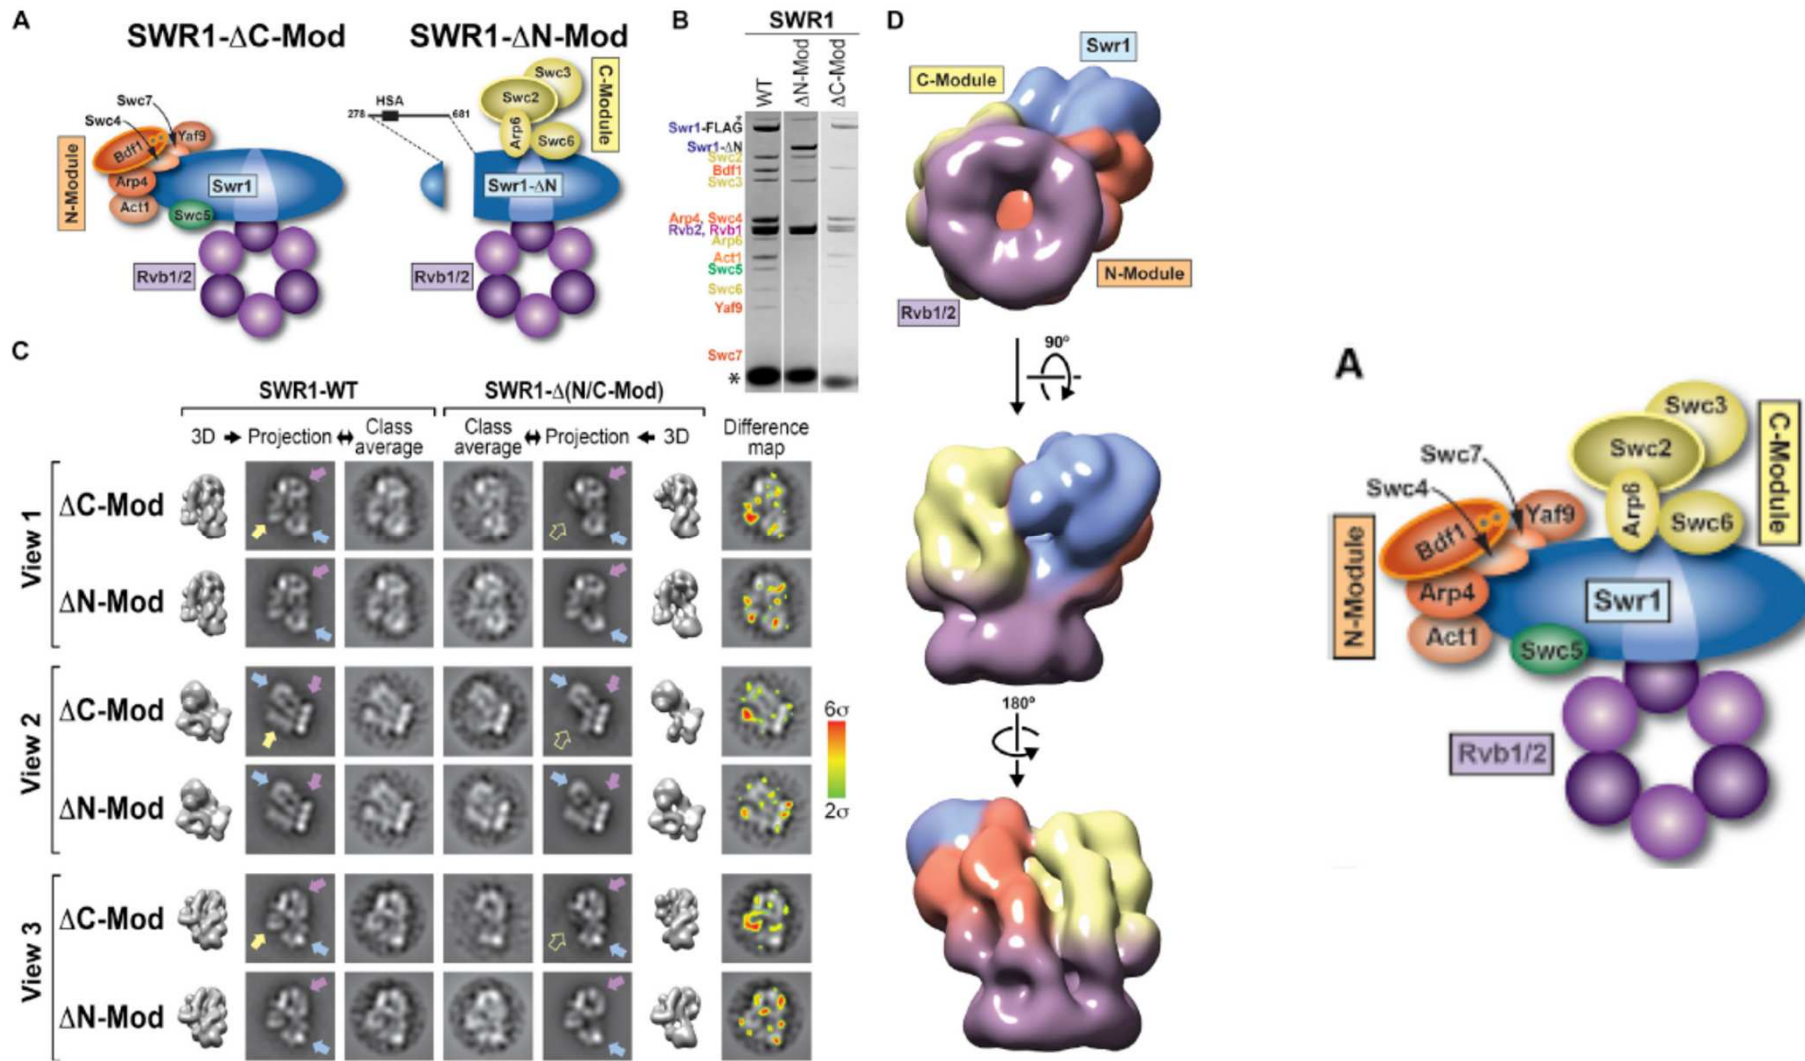 A
SWR1-ΔC-Mod
SWR1-ΔN-Mod
Swc7
Swc4
Bdf1
Yaf9
Arp4
Act1
Swr1
Swc5
N-Module
Rvb1/2
HSA
278
681
Swc3
Swc2
Arp6
Swc6
C-Module
Swr1-ΔN
Rvb1/2
B
SWR1
WT
ΔN-Mod
ΔC-Mod
Swr1-FLAG
Swr1-ΔN
Swc2
Bdf1
Swc3
Arp4, Swc4
Rvb2, Rvb1
Arp6
Act1
Swc5
Swc6
Yaf9
Swc7
*
C
SWR1-WT
SWR1-Δ(N/C-Mod)
3D
Projection
Class
average
Class
average
Projection
3D
Difference
map
View 1
ΔC-Mod
ΔN-Mod
View 2
ΔC-Mod
ΔN-Mod
View 3
ΔC-Mod
ΔN-Mod
6σ
2σ
D
Swr1
C-Module
N-Module
Rvb1/2
90º
180º
A
Swc3
Swc2
Swc7
Swc4
Arp6
Swc6
C-Module
Yaf9
Bdf1
N-Module
Arp4
Swr1
Act1
Swc5
Rvb1/2